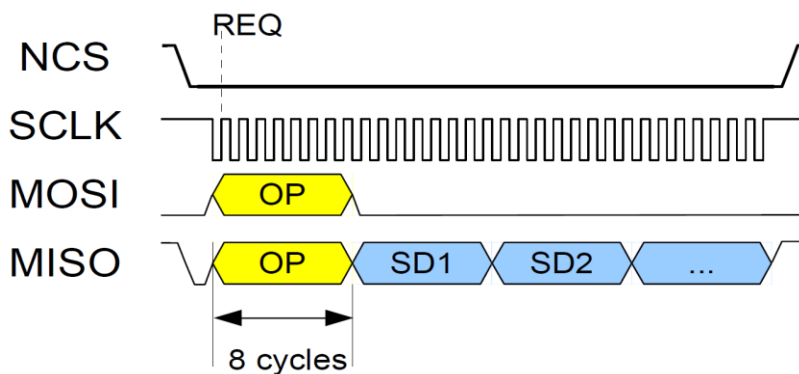 REQ
NCS
SCLK
MOSI
OP
MISO
OP SD1 SD2 ...
8 cycles